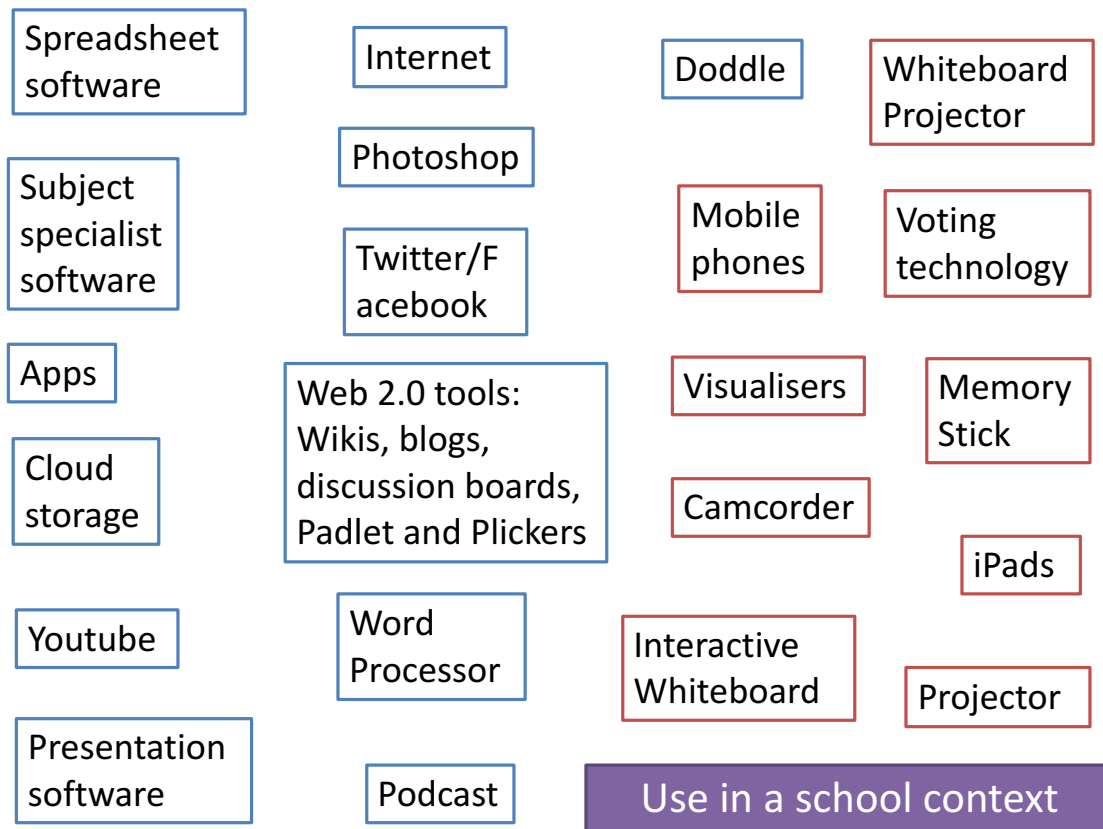 Spreadsheet
software
Subject
specialist
software
Apps
Cloud
storage
Youtube
Presentation
software
Internet
Photoshop
Twitter/F
acebook
Web 2.0 tools:
Wikis, blogs,
discussion boards,
Padlet and Plickers
Word
Processor
Podcast
Doddle
Mobile
phones
Visualisers
Camcorder
Interactive
Whiteboard
Whiteboard
Projector
Voting
technology
Memory
Stick
iPads
Projector
Use in a school context